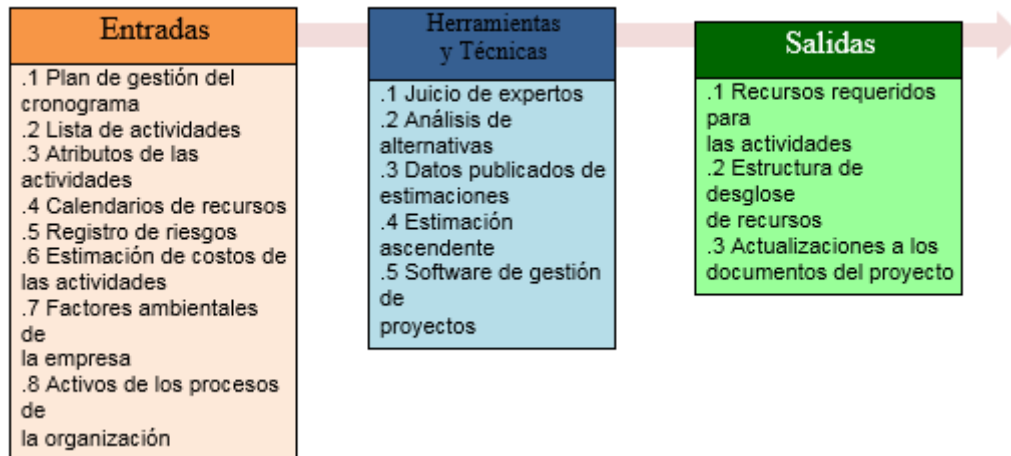 Entradas
.1 Plan de gestión del
cronograma
.2 Lista de actividades
.3 Atributos de las
actividades
.4 Calendarios de recursos
.5 Registro de riesgos
.6 Estimación de costos de
las actividades
.7 Factores ambientales
de
la empresa
.8 Activos de los procesos
de
la organización
Herramientas
y Técnicas
.1 Juicio de expertos
.2 Análisis de
alternativas
.3 Datos publicados de
estimaciones
.4 Estimación
ascendente
.5 Software de gestión
de
proyectos
Salidas
.1 Recursos requeridos
para
las actividades
.2 Estructura de
desglose
de recursos
.3 Actualizaciones a los
documentos del proyecto